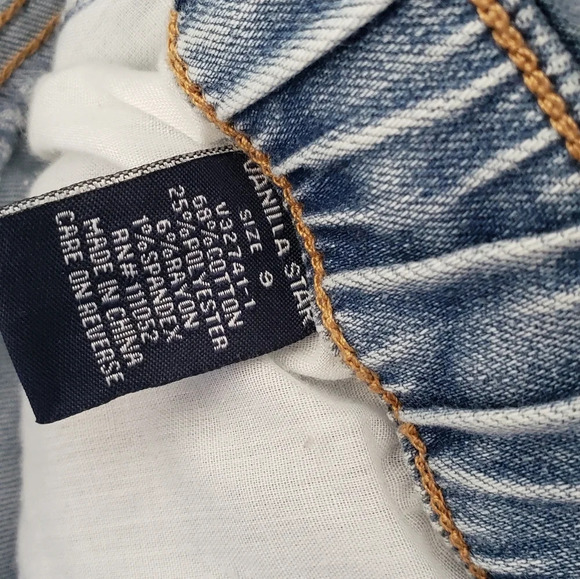 VANILLA STAR
SIZE 9
V32741-1
68% COTTON
25% POLYESTER
6% RAYON
1% SPANDEX
RN# 111052
MADE IN CHINA
CARE ON REVERSE